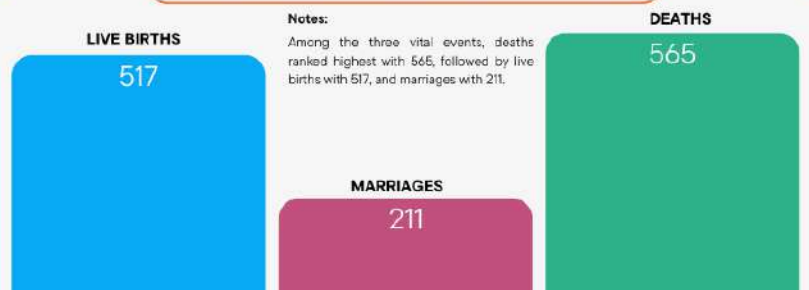 LIVE BIRTHS
517
Notes:
Among the three vital events, deaths
ranked highest with 565, followed by live
births with 517, and marriages with 211.
MARRIAGES
211
DEATHS
565